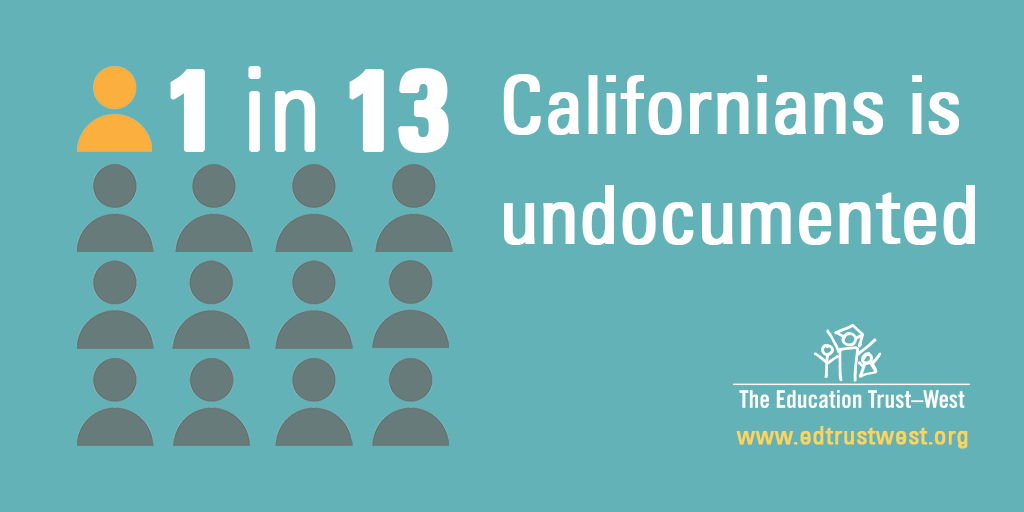 1 in 13
Californians is
undocumented
The Education Trust–West
www.edtrustwest.org